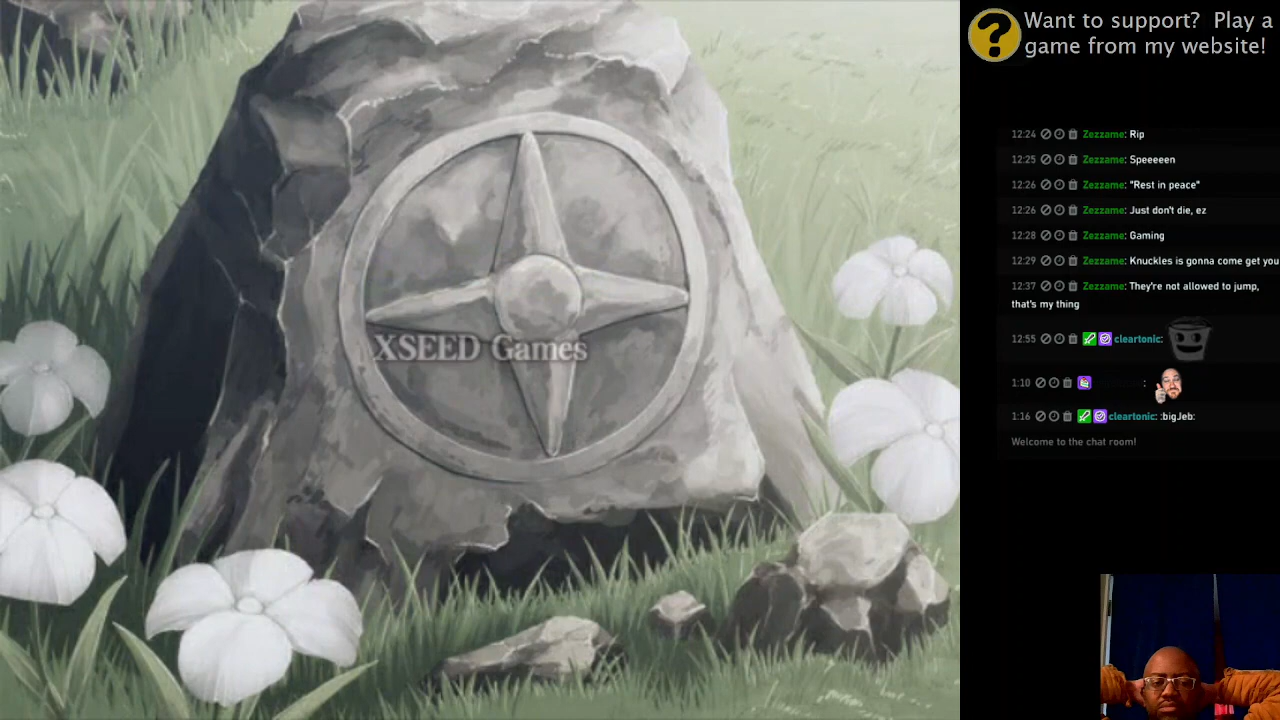 Want to support? Play a
game from my website!
12:24 Zezzame: Rip
12:25 Zezzame: Speeeeen
12:26 Zezzame: "Rest in peace"
12:26 Zezzame: Just don't die, ez
12:28 Zezzame: Gaming
12:29 Zezzame: Knuckles is gonna come get you
12:37 Zezzame: They're not allowed to jump,
that's my thing
XSEED Games
12:55 cleartonic:
1:10 :
1:16 cleartonic: :bigJeb:
Welcome to the chat room!